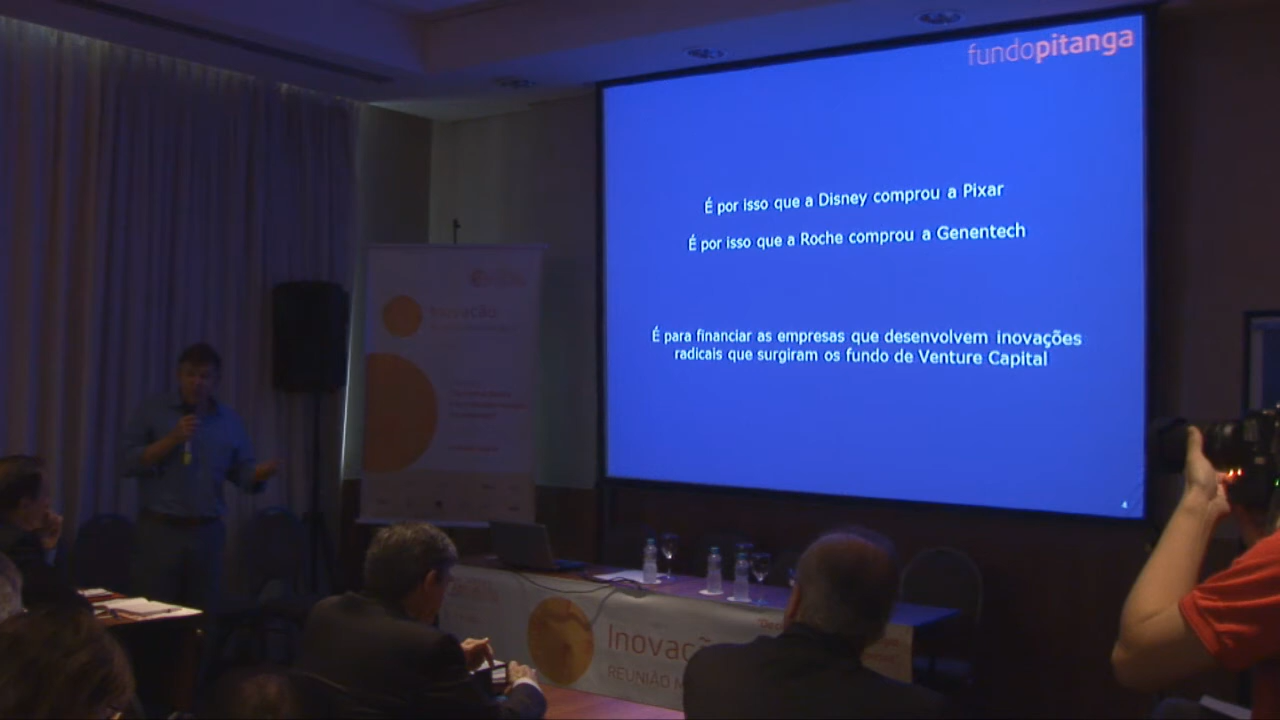 fundopitanga
É por isso que a Disney comprou a Pixar
É por isso que a Roche comprou a Genentech
É para financiar as empresas que desenvolvem inovações
radicais que surgiram os fundo de Venture Capital
4
Inovação
Inovaç
REUNIÃO M